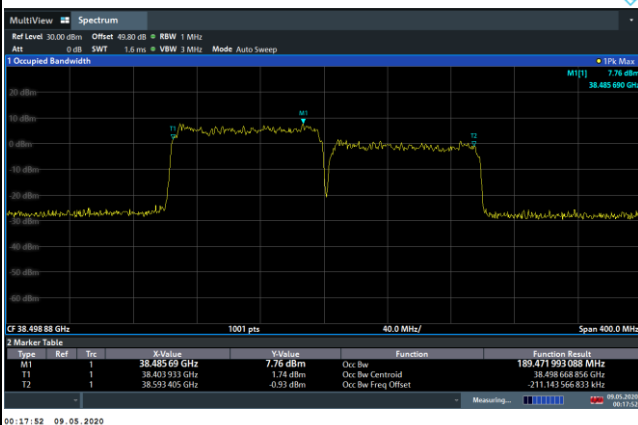 MultiView Spectrum
Ref Level 30.00 dBm Offset 49.80 dB RBW 1 MHz
Att 0 dB SWT 1.6 ms VBW 3 MHz Mode Auto Sweep
1 Occupied Bandwidth 1Pk Max
M1[1] 7.76 dBm
38.485 690 GHz
20 dBm
10 dBm
M1
T1
T2
0 dBm
-10 dBm
-20 dBm
-30 dBm
-40 dBm
-50 dBm
-60 dBm
CF 38.498 88 GHz 1001 pts 40.0 MHz/ Span 400.0 MHz
2 Marker Table
Type Ref Trc X-Value Y-Value Function Function Result
M1 1 38.485 69 GHz 7.76 dBm Occ Bw 189.471 993 088 MHz
T1 1 38.403 933 GHz 1.74 dBm Occ Bw Centroid 38.498 668 856 GHz
T2 1 38.593 405 GHz -0.93 dBm Occ Bw Freq Offset -211.143 566 833 kHz
Measuring... 09.05.2020
00:17:52
00:17:52 09.05.2020